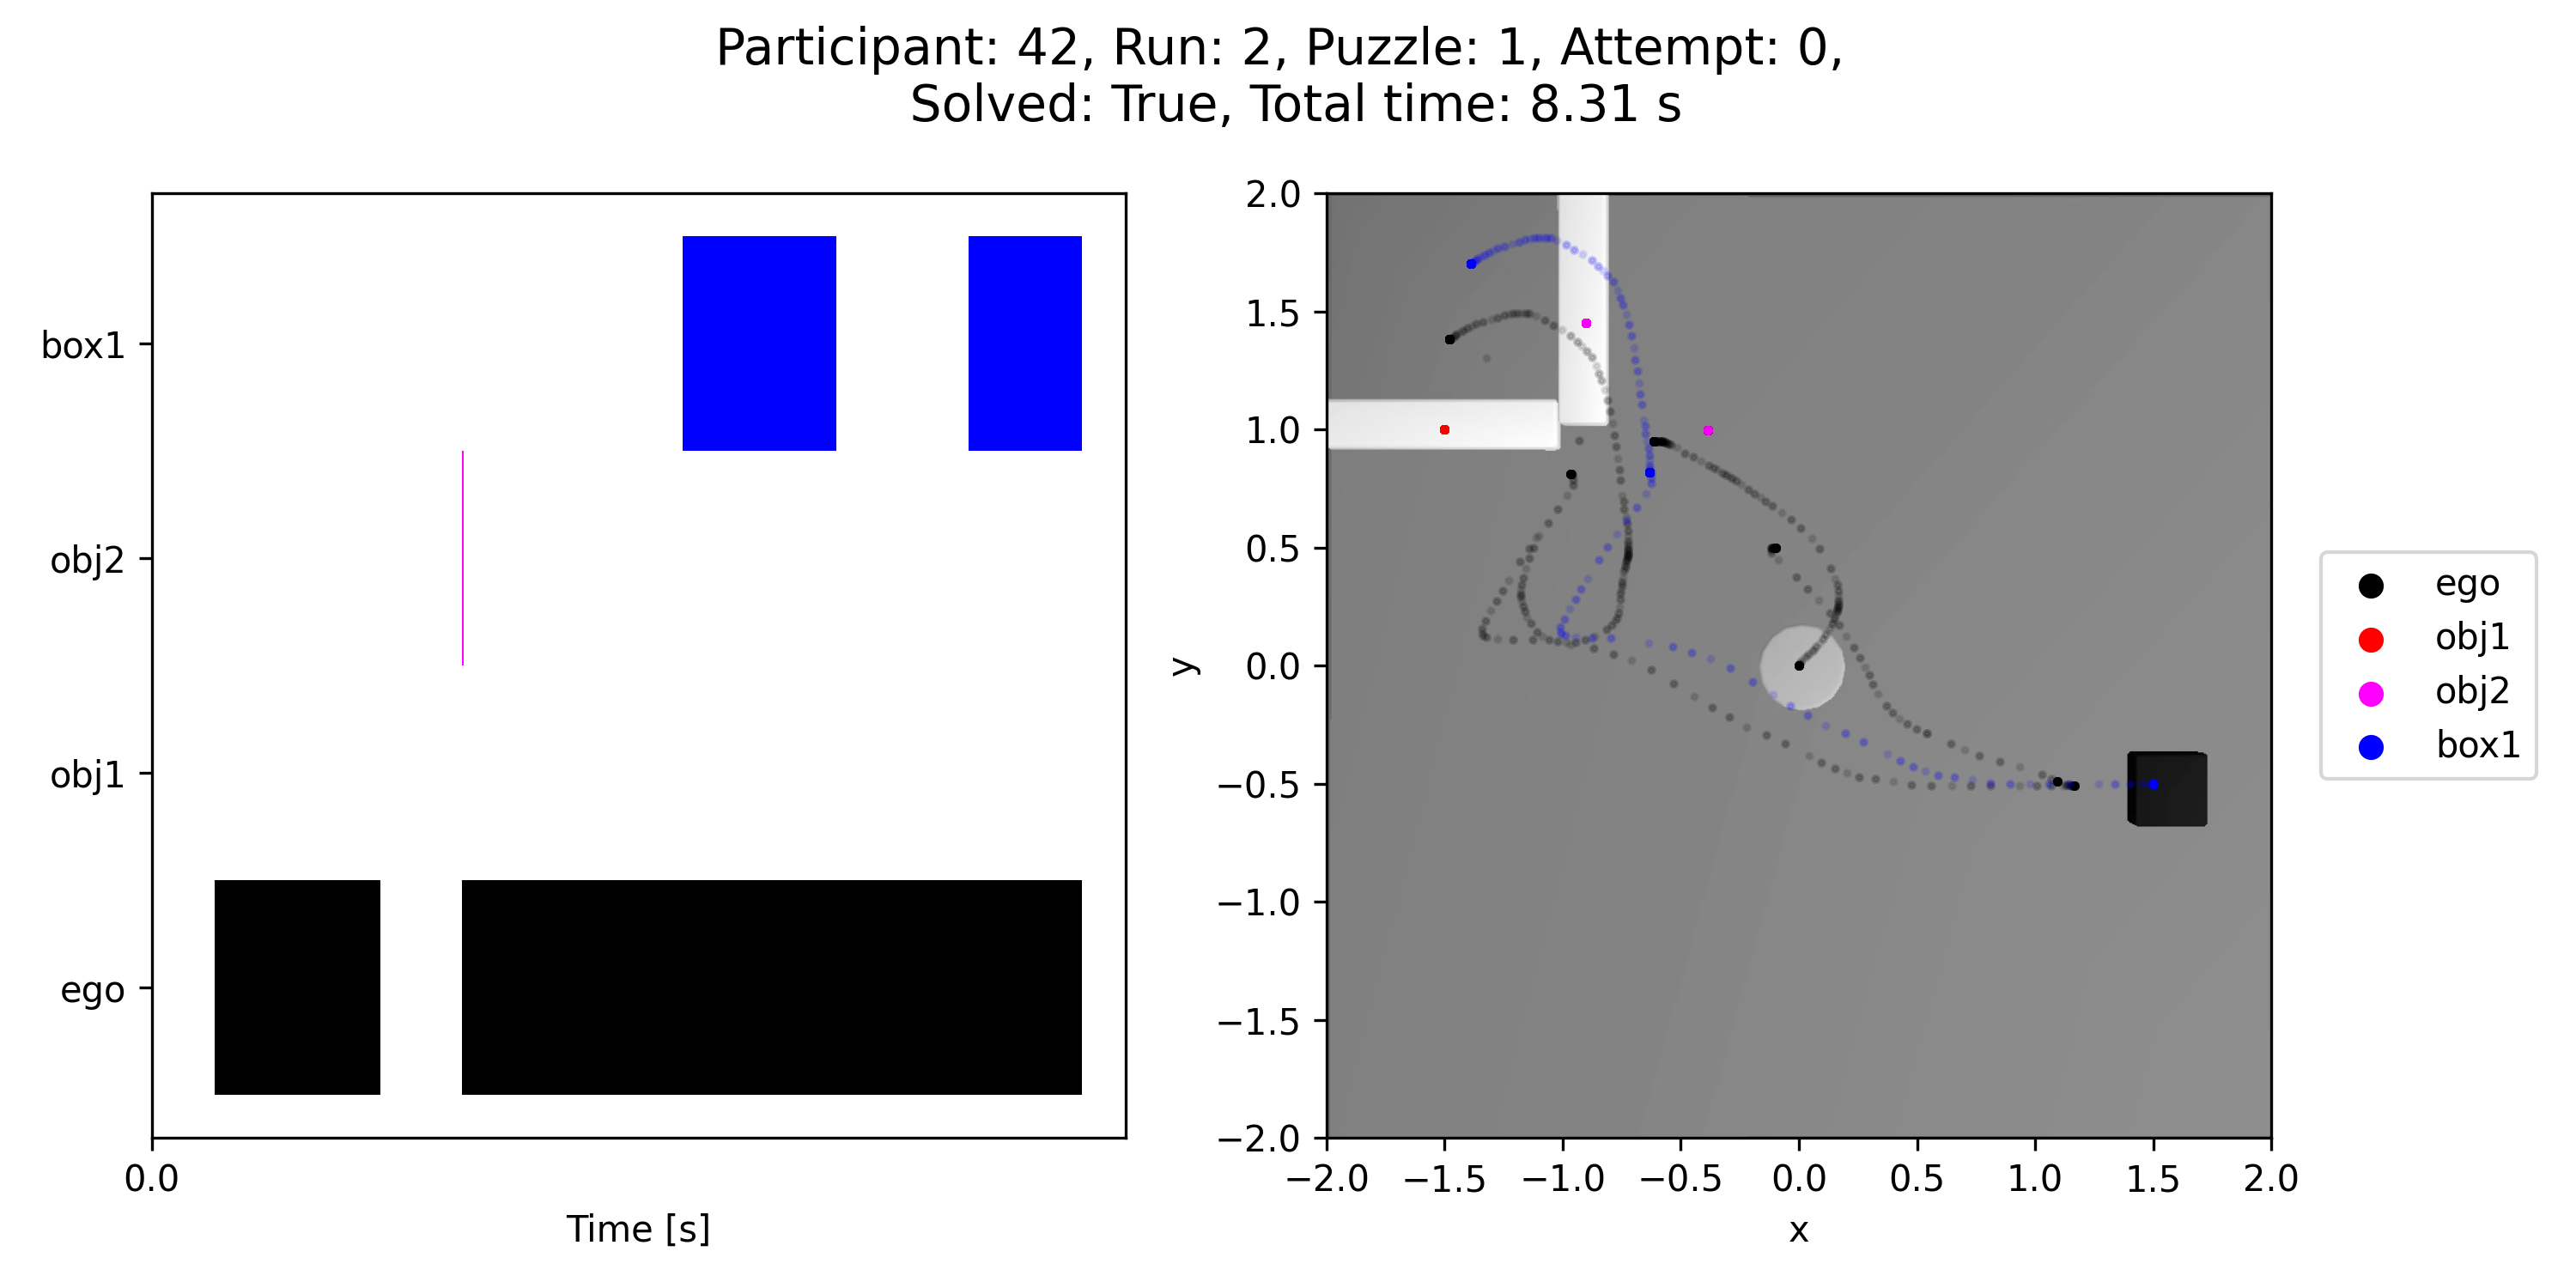 Participant: 42, Run: 2, Puzzle: 1, Attempt: 0,
Solved: True, Total time: 8.31 s
box1
obj2
obj1
ego
0.0
Time [s]
2.0
1.5
1.0
0.5
0.0
−0.5
−1.0
−1.5
−2.0
y
−2.0 −1.5 −1.0 −0.5 0.0 0.5 1.0 1.5 2.0
x
ego
obj1
obj2
box1